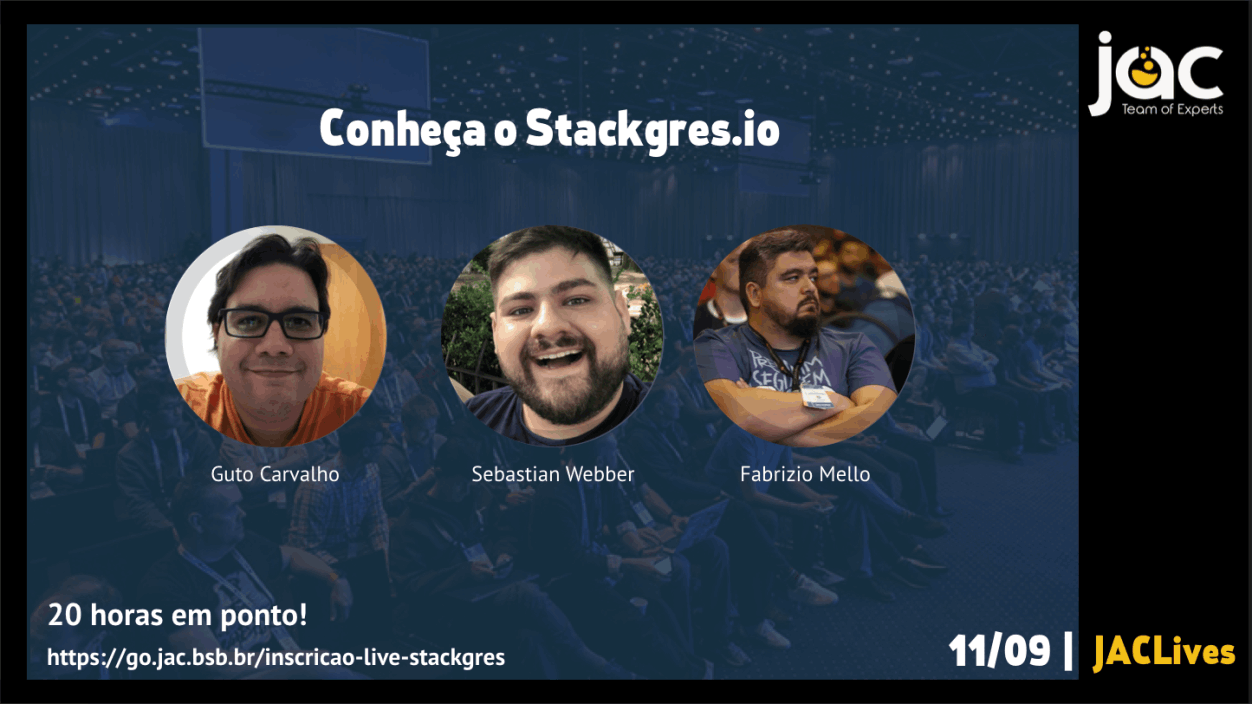 jac
Team of Experts
Conheça o Stackgres.io
Guto Carvalho
Sebastian Webber
Fabrizio Mello
20 horas em ponto!
https://go.jac.bsb.br/inscricao-live-stackgres
11/09 | JACLives